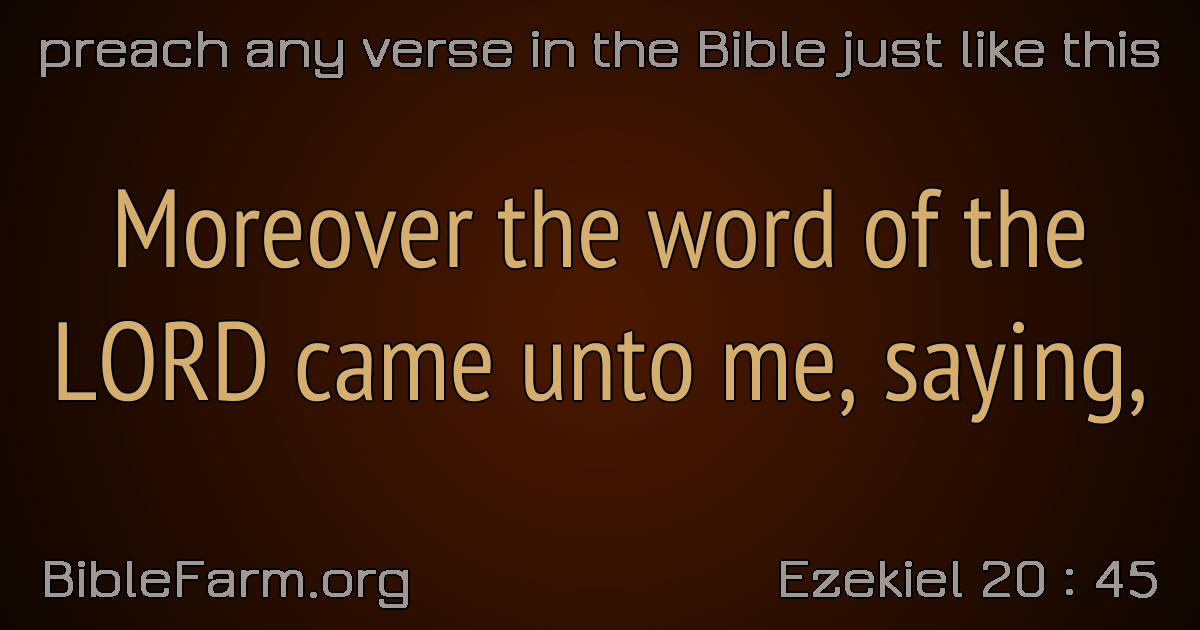 preach any verse in the Bible just like this
Moreover the word of the
LORD came unto me, saying,
BibleFarm.org
Ezekiel 20 : 45